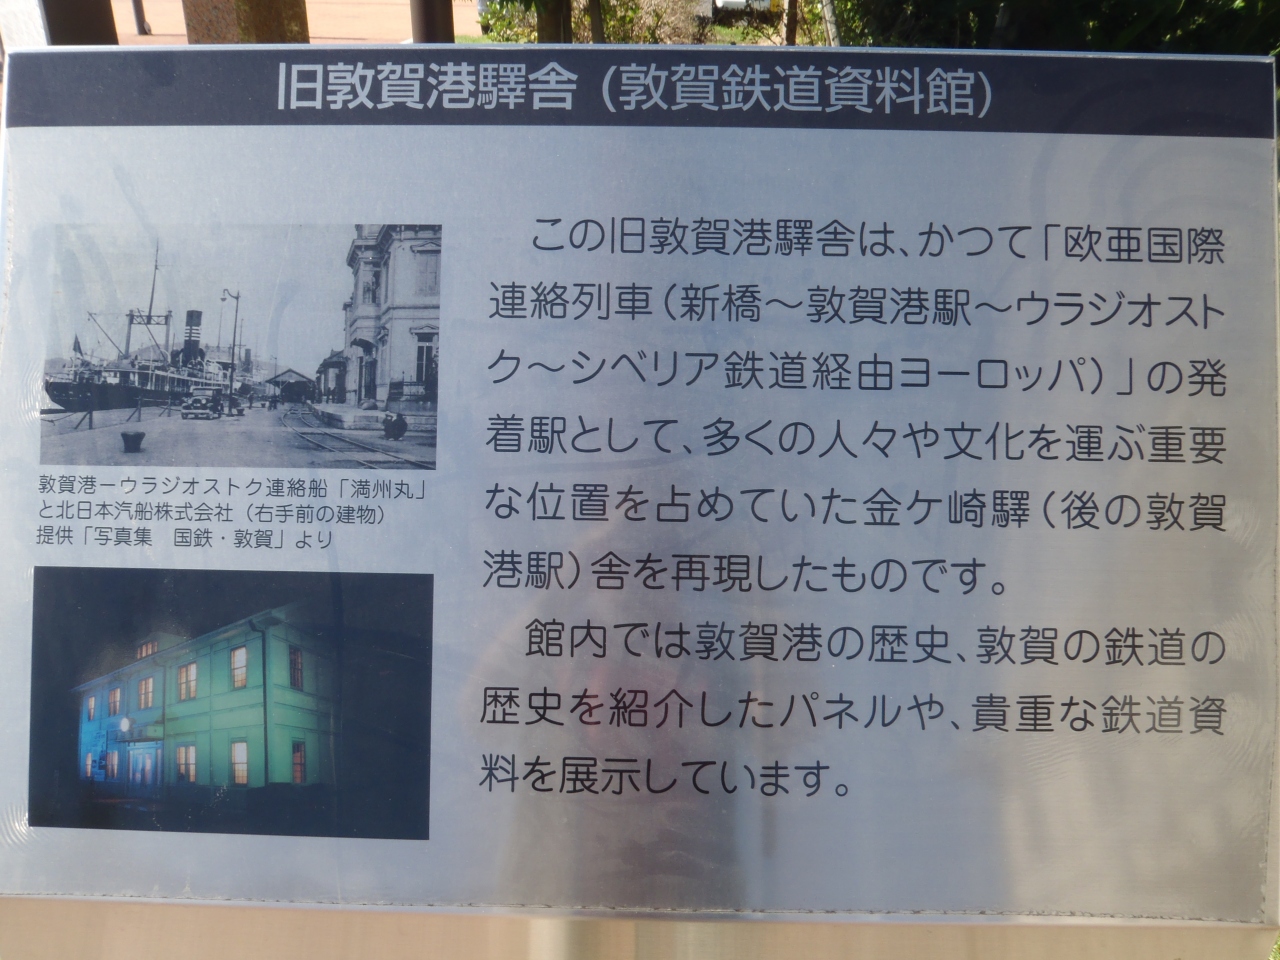 旧敦賀港驛舎（敦賀鉄道資料館）
この旧敦賀港驛舎は、かつて「欧亜国際
連絡列車（新橋～敦賀港駅～ウラジオスト
ク～シベリア鉄道経由ヨーロッパ）」の発
着駅として、多くの人々や文化を運ぶ重要
な位置を占めていた金ケ崎驛（後の敦賀
港駅）舎を再現したものです。
館内では敦賀港の歴史、敦賀の鉄道の
歴史を紹介したパネルや、貴重な鉄道資
料を展示しています。
敦賀港－ウラジオストク連絡船「満州丸」
と北日本汽船株式会社（右手前の建物）
提供「写真集　国鉄・敦賀」より